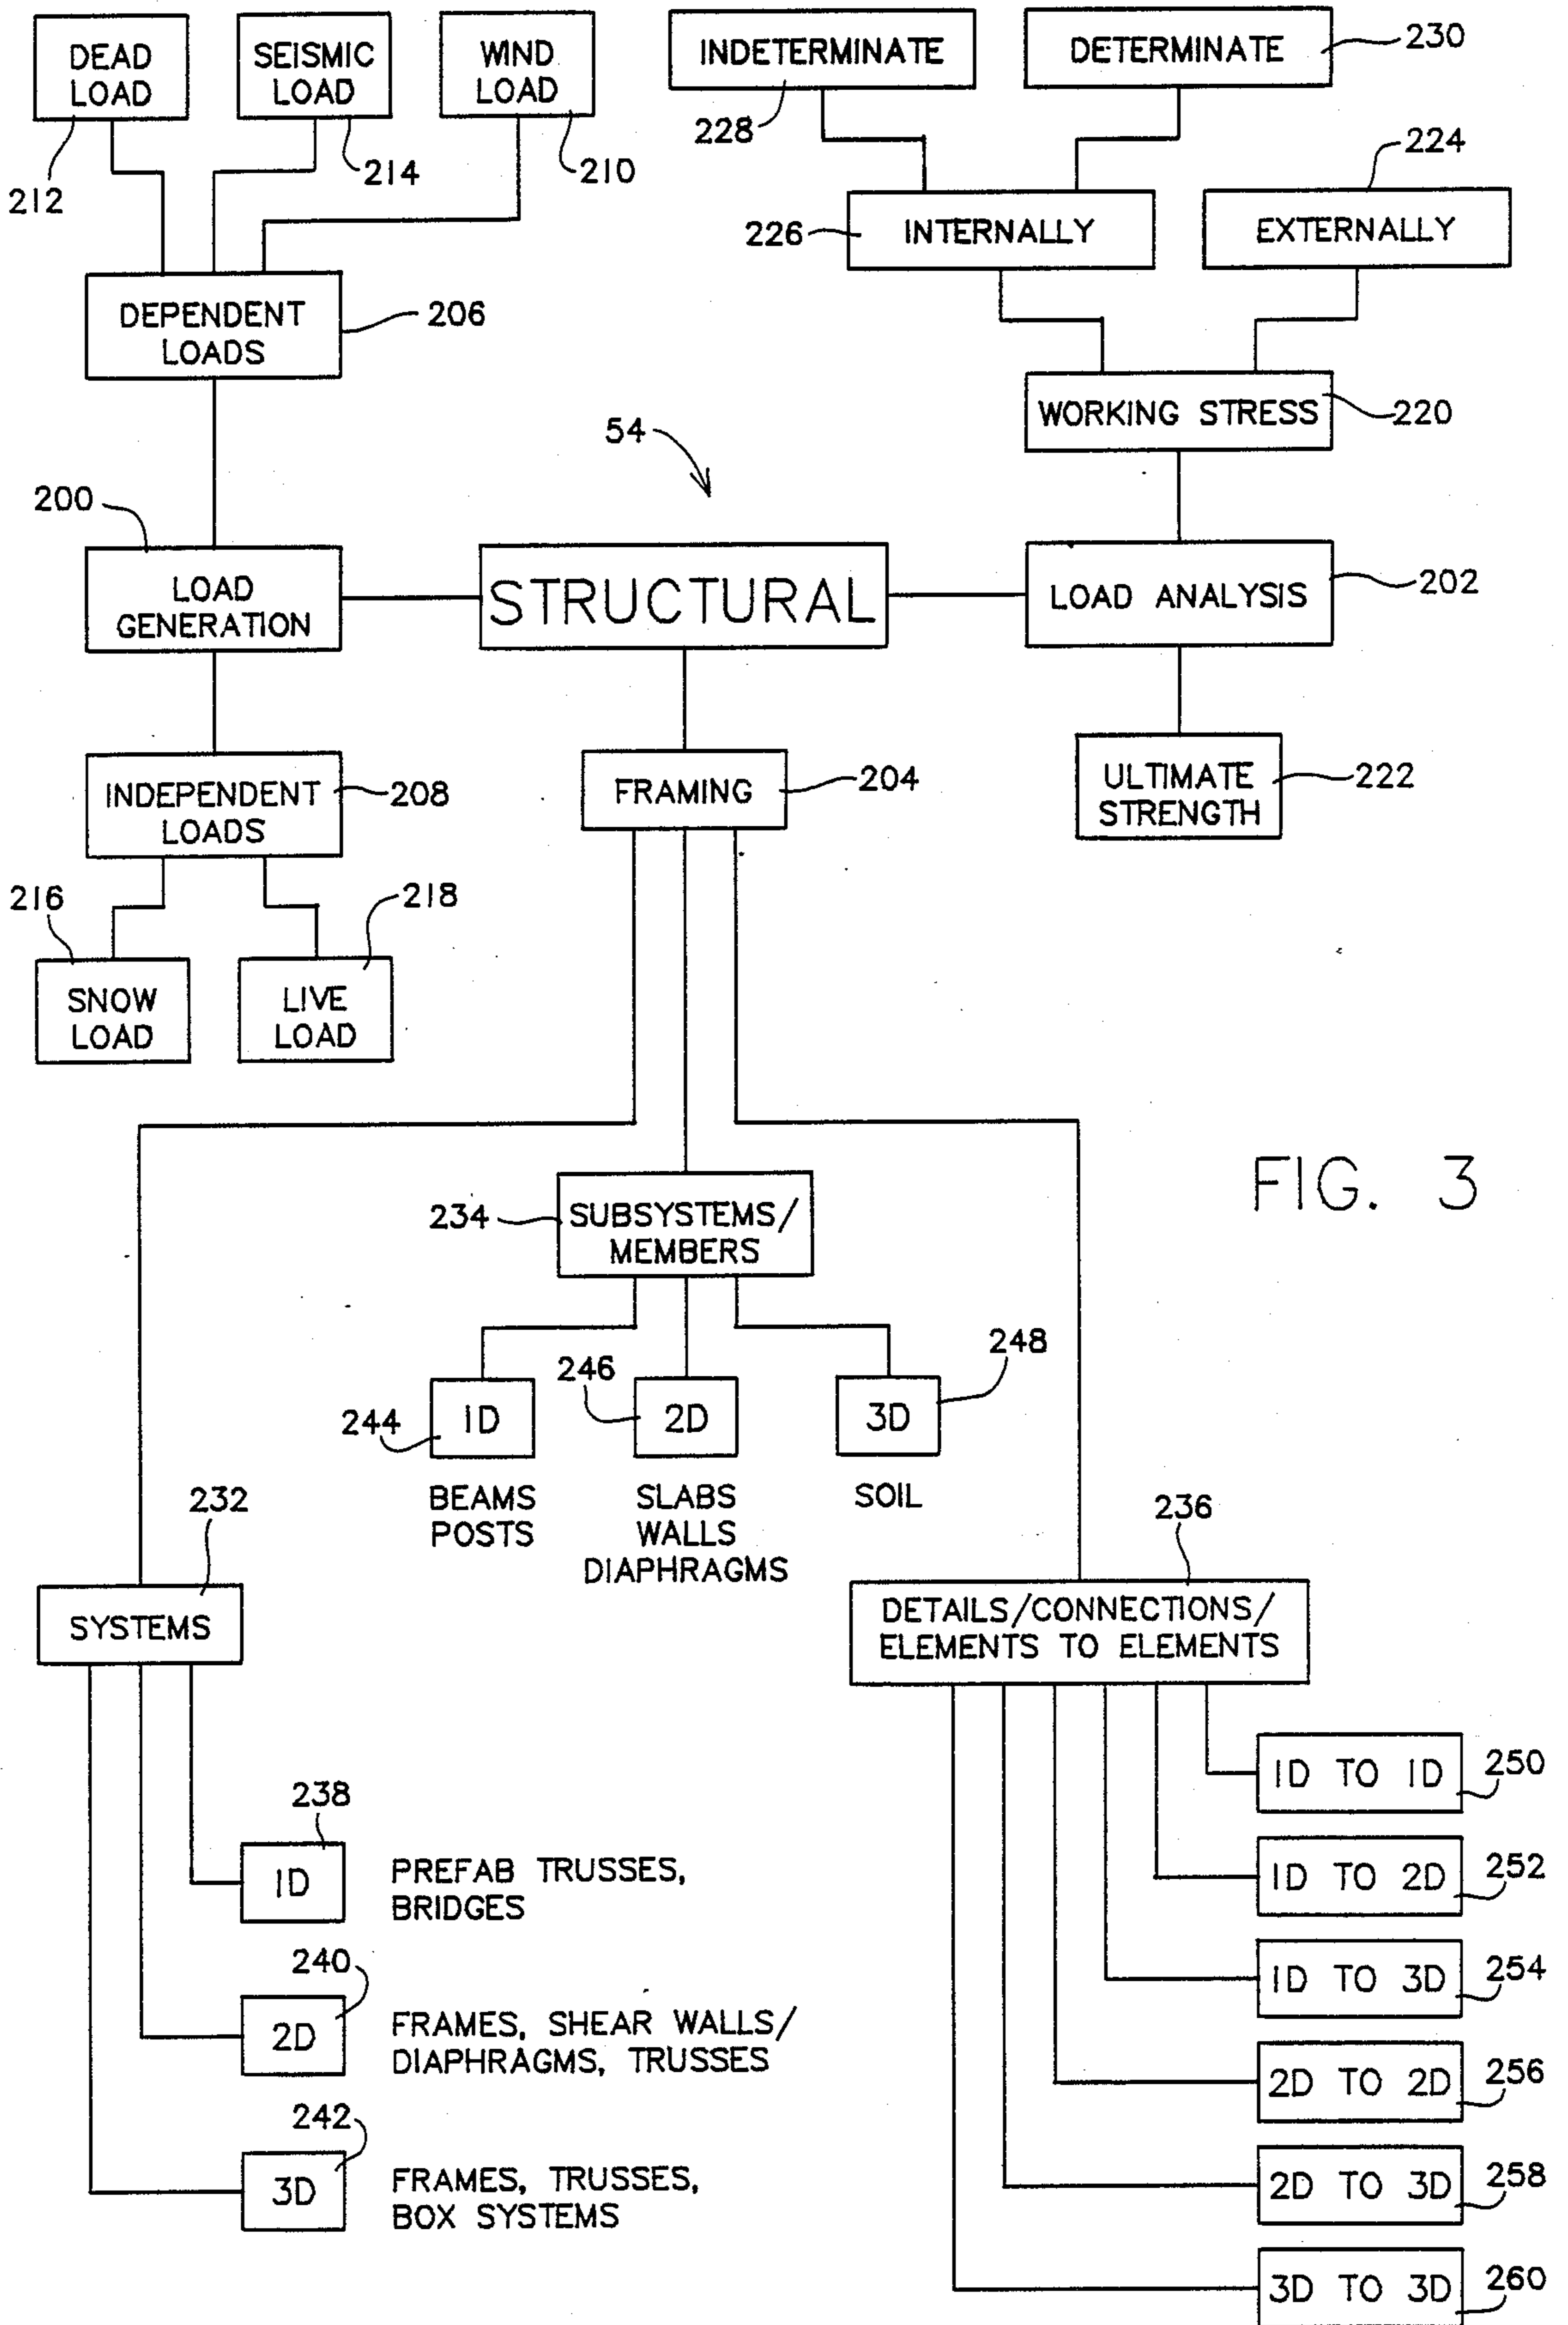 DEAD
LOAD
SEISMIC
LOAD
WIND
LOAD
212
214
210
INDETERMINATE
228
DETERMINATE
230
224
226
INTERNALLY
EXTERNALLY
DEPENDENT
LOADS
206
WORKING STRESS
220
54
200
LOAD
GENERATION
STRUCTURAL
LOAD ANALYSIS
202
INDEPENDENT
LOADS
208
FRAMING
204
ULTIMATE
STRENGTH
222
216
218
SNOW
LOAD
LIVE
LOAD
FIG. 3
234
SUBSYSTEMS/
MEMBERS
244
1D
246
2D
248
3D
BEAMS
POSTS
SLABS
WALLS
DIAPHRAGMS
SOIL
232
SYSTEMS
236
DETAILS/CONNECTIONS/
ELEMENTS TO ELEMENTS
238
1D
PREFAB TRUSSES,
BRIDGES
240
2D
FRAMES, SHEAR WALLS/
DIAPHRAGMS, TRUSSES
242
3D
FRAMES, TRUSSES,
BOX SYSTEMS
1D TO 1D
250
1D TO 2D
252
1D TO 3D
254
2D TO 2D
256
2D TO 3D
258
3D TO 3D
260